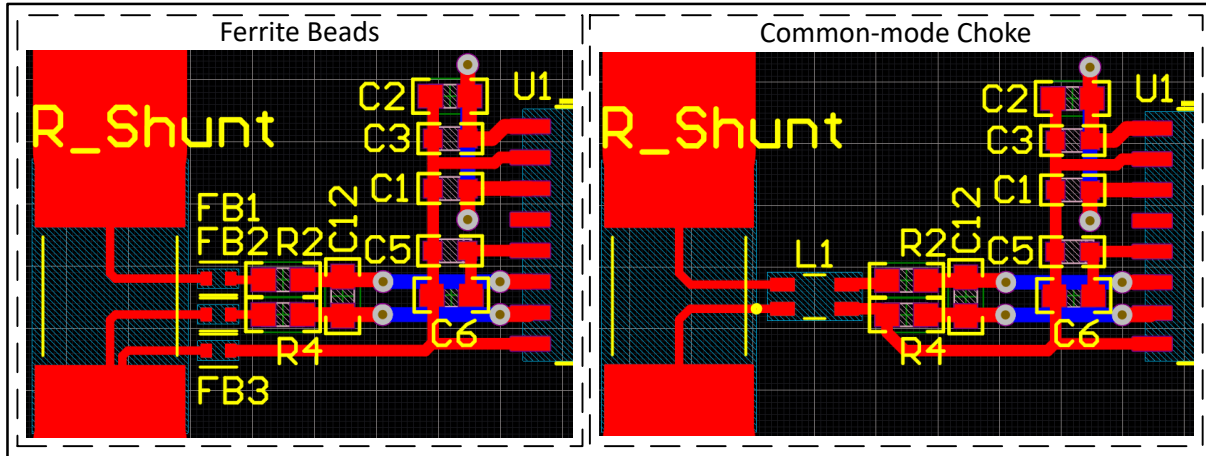 Ferrite Beads
C2
U1
R_Shunt
C3
C1
FB1
FB2
R2
C12
C5
R4
C6
FB3
Common-mode Choke
C2
U1
R_Shunt
C3
C1
L1
R2
C12
C5
R4
C6